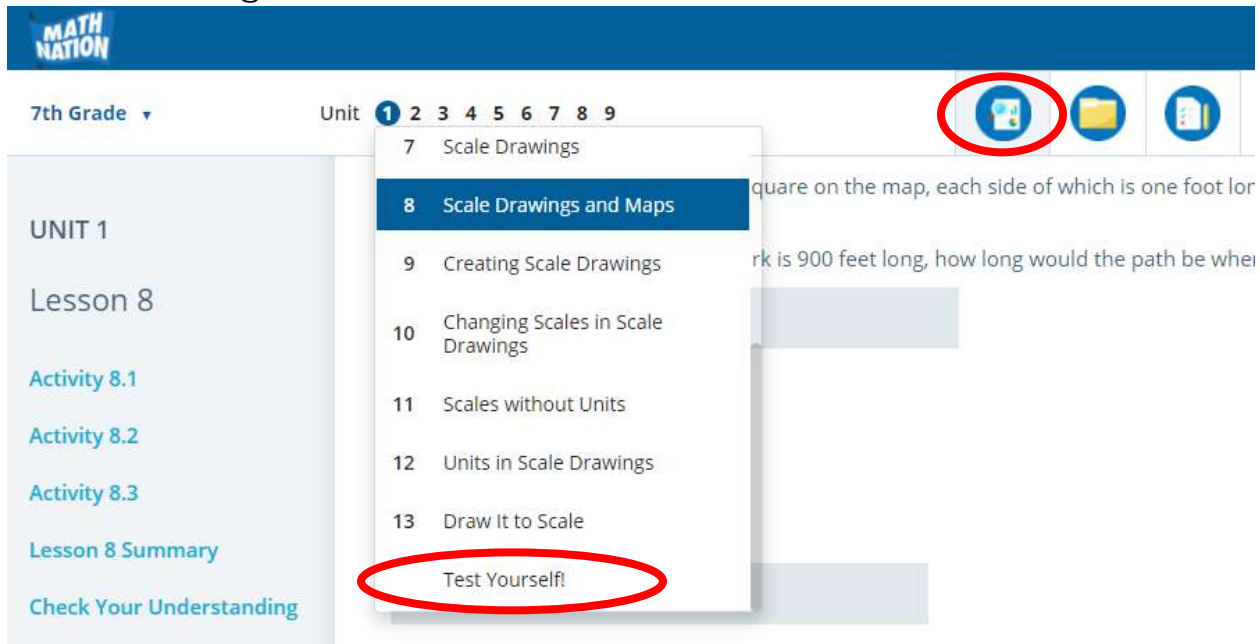 MATH
NATION
7th Grade ▼
Unit 1 2 3 4 5 6 7 8 9
7 Scale Drawings
8 Scale Drawings and Maps
9 Creating Scale Drawings
10 Changing Scales in Scale
Drawings
11 Scales without Units
12 Units in Scale Drawings
13 Draw It to Scale
Test Yourself!
quare on the map, each side of which is one foot lon
rk is 900 feet long, how long would the path be when
UNIT 1
Lesson 8
Activity 8.1
Activity 8.2
Activity 8.3
Lesson 8 Summary
Check Your Understanding